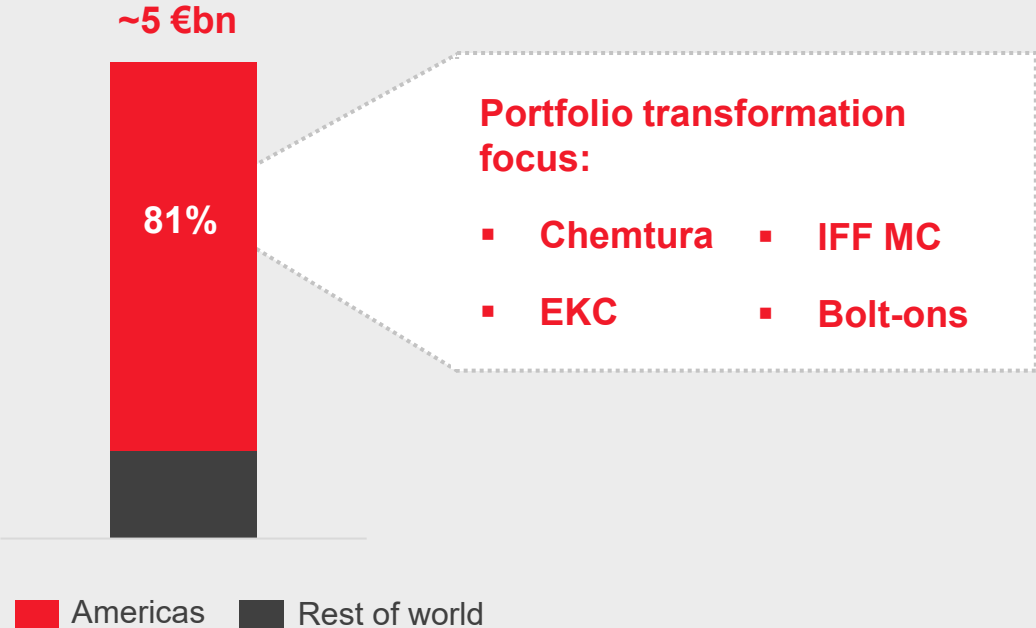 ~5 €bn
81%
Portfolio transformation
focus:
▪ Chemtura ▪ IFF MC
▪ EKC ▪ Bolt-ons
Americas Rest of world